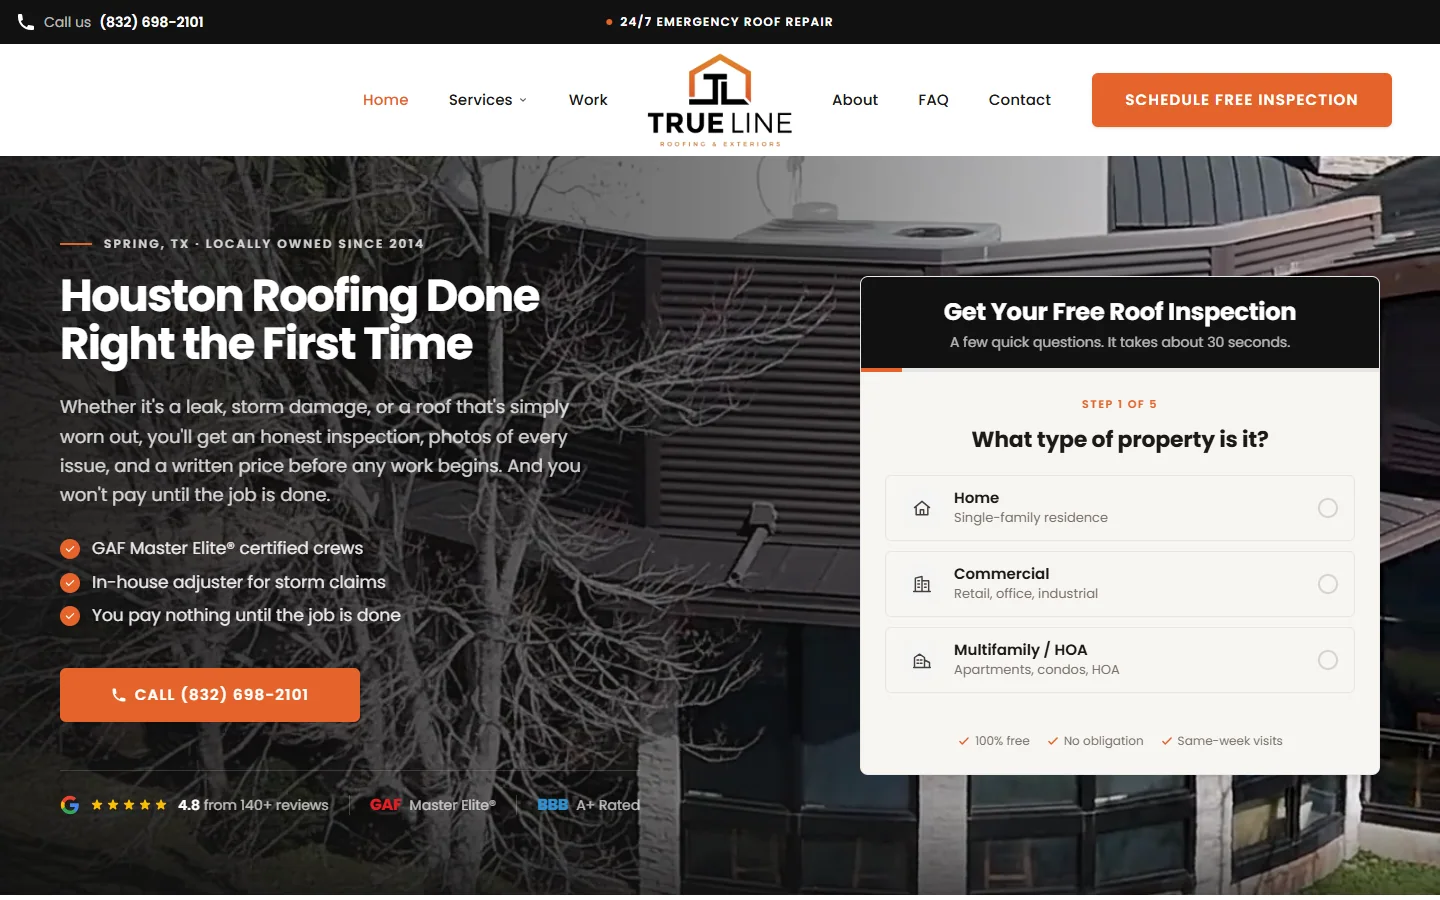 Call us (832) 698-2101
24/7 EMERGENCY ROOF REPAIR
Home
Services
Work
TRUE LINE
ROOFING & EXTERIORS
About
FAQ
Contact
SCHEDULE FREE INSPECTION
SPRING, TX · LOCALLY OWNED SINCE 2014
Houston Roofing Done
Right the First Time
Whether it's a leak, storm damage, or a roof that's simply
worn out, you'll get an honest inspection, photos of every
issue, and a written price before any work begins. And you
won't pay until the job is done.
GAF Master Elite® certified crews
In-house adjuster for storm claims
You pay nothing until the job is done
CALL (832) 698-2101
4.8 from 140+ reviews
GAF Master Elite®
BBB A+ Rated
Get Your Free Roof Inspection
A few quick questions. It takes about 30 seconds.
STEP 1 OF 5
What type of property is it?
Home
Single-family residence
Commercial
Retail, office, industrial
Multifamily / HOA
Apartments, condos, HOA
100% free
No obligation
Same-week visits